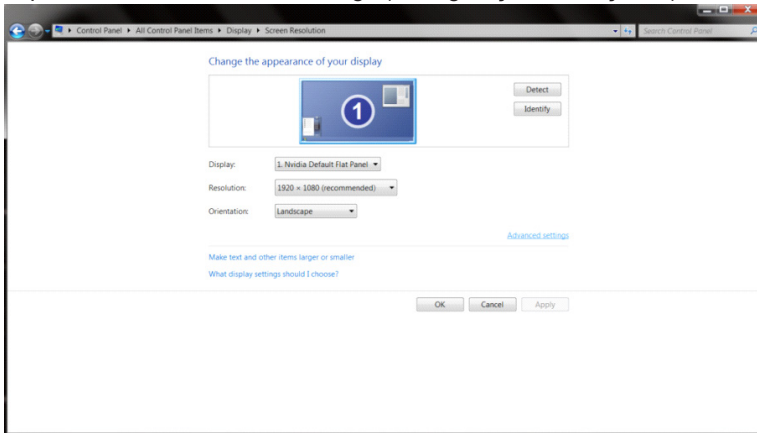 Control Panel ▸ All Control Panel Items ▸ Display ▸ Screen Resolution
Search Control Panel
Change the appearance of your display
1
Detect
Identify
Display: 1. Nvidia Default Flat Panel
Resolution: 1920 × 1080 (recommended)
Orientation: Landscape
Advanced settings
Make text and other items larger or smaller
What display settings should I choose?
OK Cancel Apply